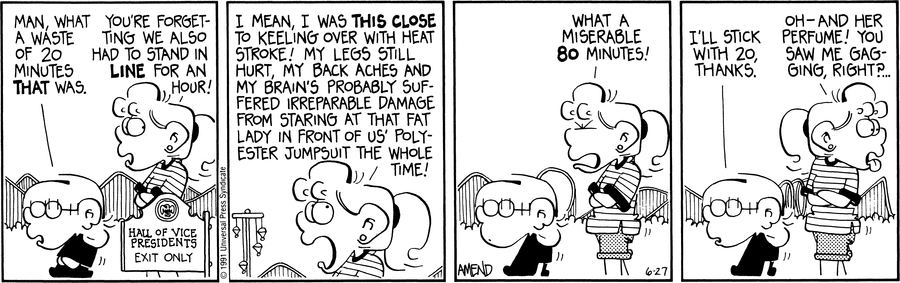 MAN, WHAT
A WASTE
OF 20
MINUTES
THAT WAS.
YOU'RE FORGET-
TING WE ALSO
HAD TO STAND IN
LINE FOR AN
HOUR!
HALL OF VICE
PRESIDENTS
EXIT ONLY
© 1991 Universal Press Syndicate
I MEAN, I WAS THIS CLOSE
TO KEELING OVER WITH HEAT
STROKE! MY LEGS STILL
HURT, MY BACK ACHES AND
MY BRAIN'S PROBABLY SUF-
FERED IRREPARABLE DAMAGE
FROM STARING AT THAT FAT
LADY IN FRONT OF US' POLY-
ESTER JUMPSUIT THE WHOLE
TIME!
WHAT A
MISERABLE
80 MINUTES!
AMEND
6-27
I'LL STICK
WITH 20,
THANKS.
OH-AND HER
PERFUME! YOU
SAW ME GAG-
GING, RIGHT?...